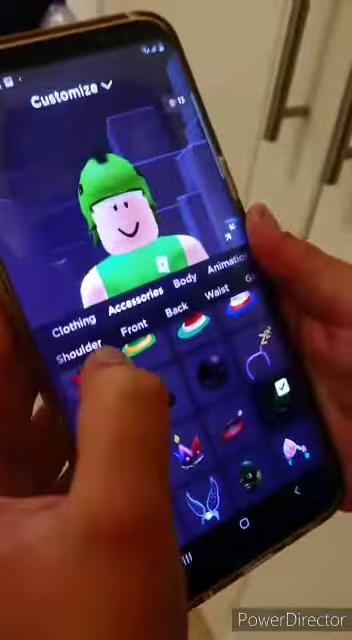 Customize
Clothing Accessories Body Animation
Shoulder Front Back Waist
PowerDirector